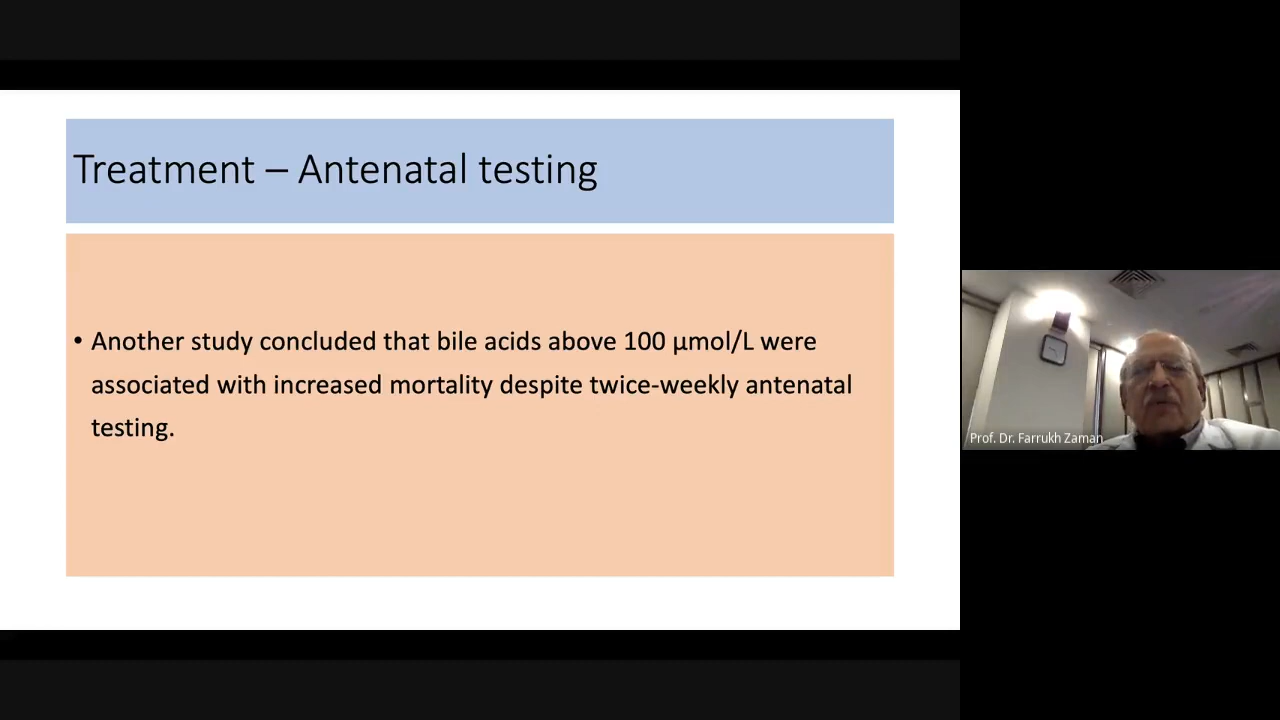 Treatment – Antenatal testing
• Another study concluded that bile acids above 100 µmol/L were
associated with increased mortality despite twice-weekly antenatal
testing.
Prof. Dr. Farrukh Zaman